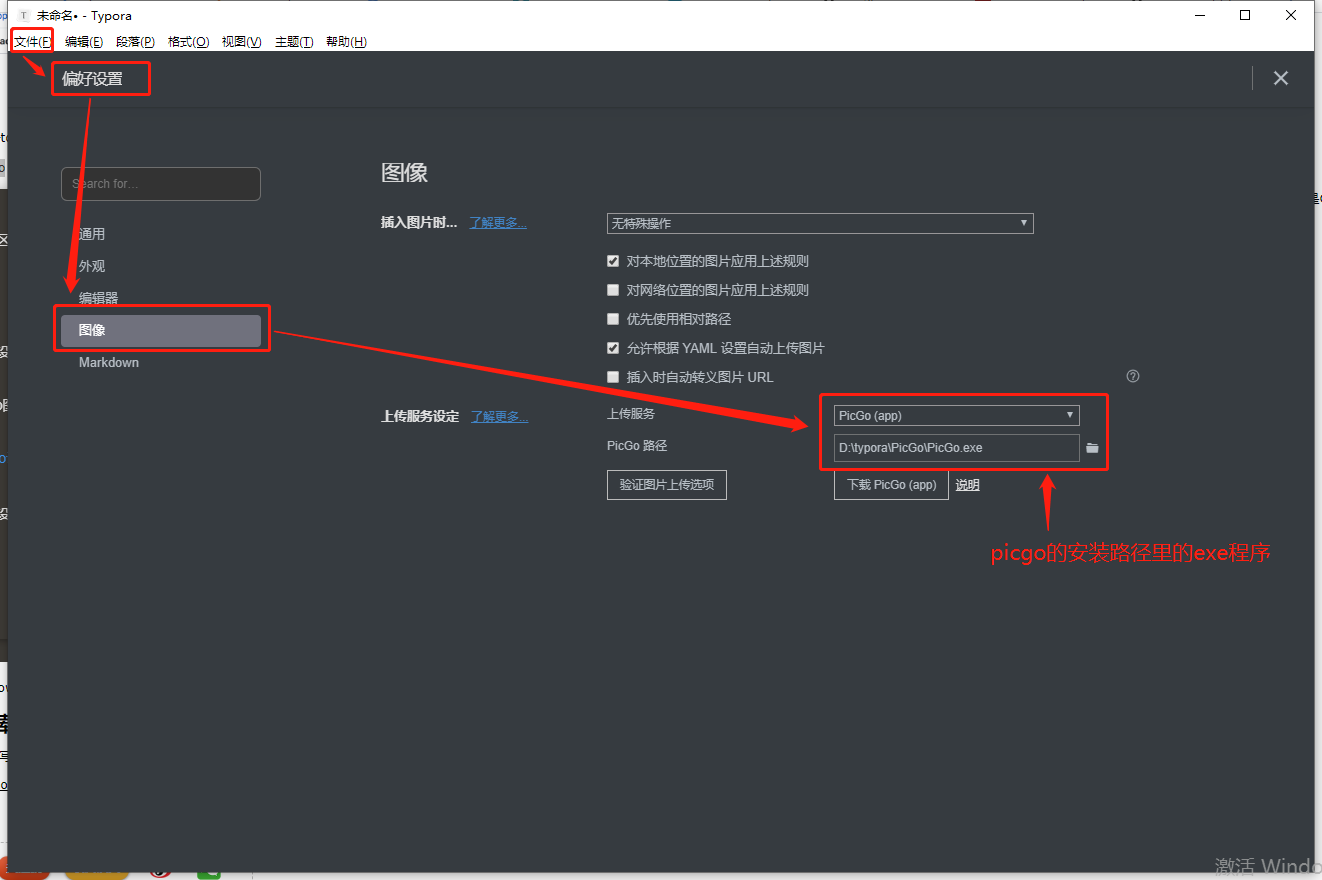 未命名• - Typora
文件(F) 编辑(E) 段落(P) 格式(O) 视图(V) 主题(T) 帮助(H)
偏好设置
Search for...
通用
外观
编辑器
图像
Markdown
图像
插入图片时... 了解更多... 无特殊操作
对本地位置的图片应用上述规则
对网络位置的图片应用上述规则
优先使用相对路径
允许根据 YAML 设置自动上传图片
插入时自动转义图片 URL
上传服务设定 了解更多... 上传服务 PicGo (app)
PicGo 路径 D:\typora\PicGo\PicGo.exe
验证图片上传选项 下载 PicGo (app) 说明
picgo的安装路径里的exe程序
激活 Windo